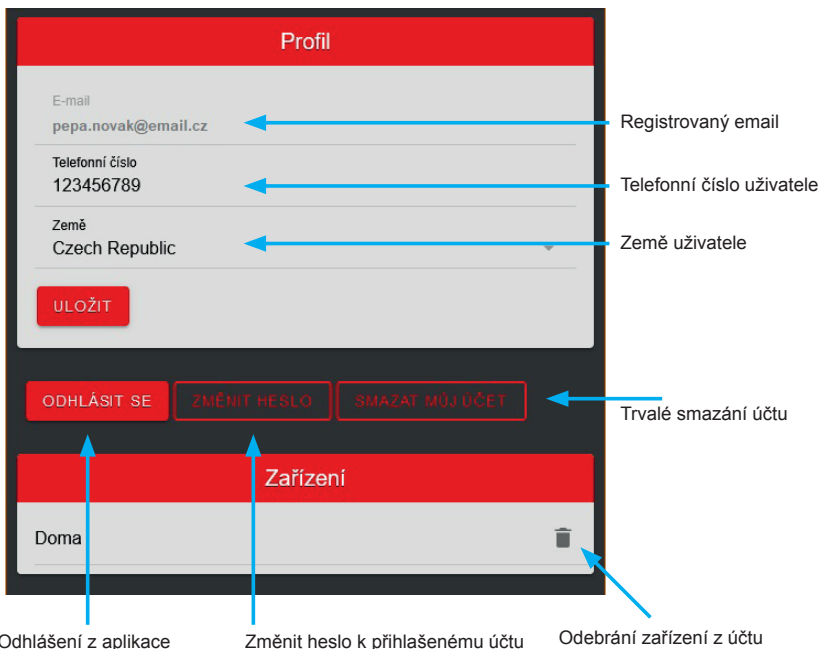 Profil
E-mail
pepa.novak@email.cz
Registrovaný email
Telefonní číslo
123456789
Telefonní číslo uživatele
Země
Czech Republic
Země uživatele
ULOŽIT
ODHLÁSIT SE
ZMĚNIT HESLO
SMAZAT MŮJ ÚČET
Trvalé smazání účtu
Zařízení
Doma
Odhlášení z aplikace
Změnit heslo k přihlašenému účtu
Odebrání zařízení z účtu